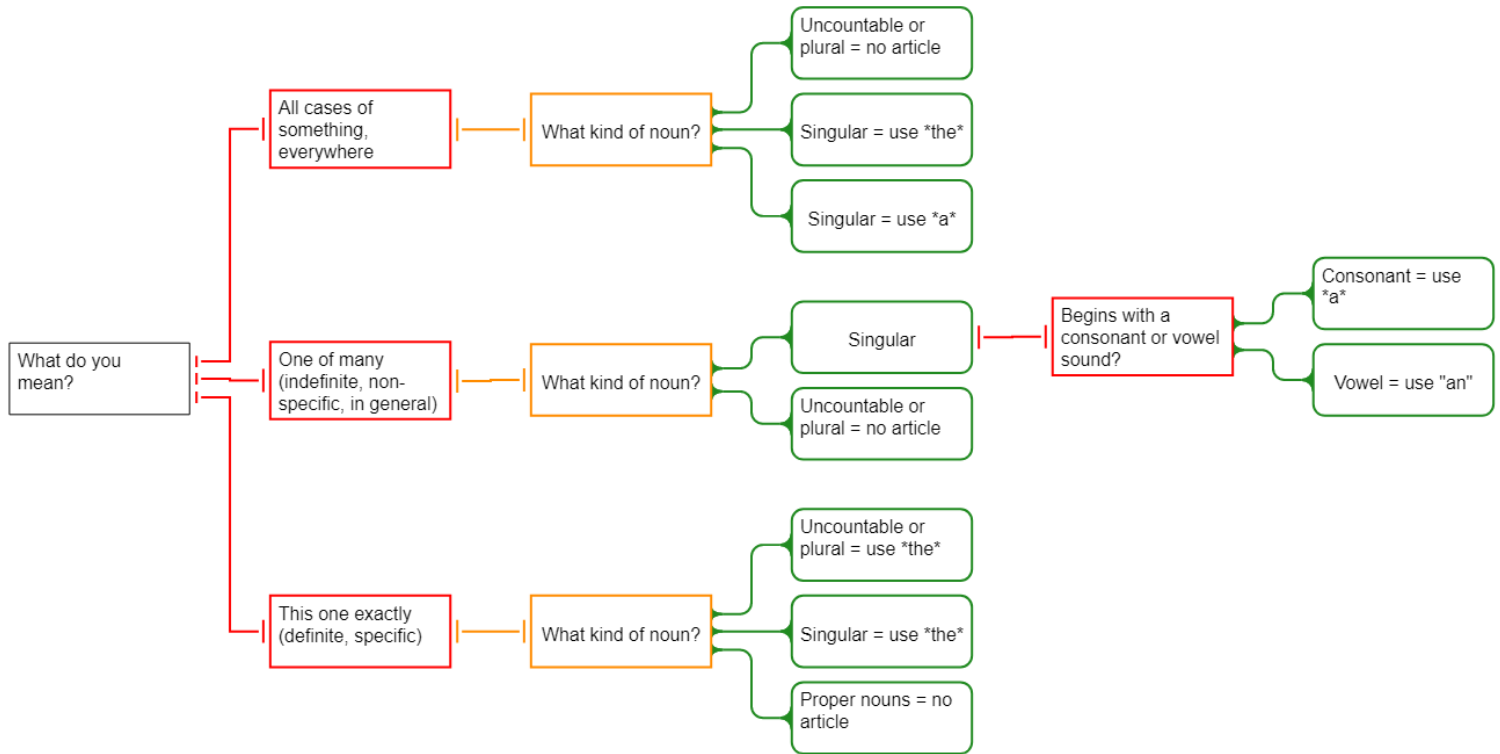 What do you
mean?
All cases of
something,
everywhere
What kind of noun?
Uncountable or
plural = no article
Singular = use *the*
Singular = use *a*
One of many
(indefinite, non-
specific, in general)
What kind of noun?
Singular
Begins with a
consonant or vowel
sound?
Consonant = use
*a*
Vowel = use "an"
Uncountable or
plural = no article
This one exactly
(definite, specific)
What kind of noun?
Uncountable or
plural = use *the*
Singular = use *the*
Proper nouns = no
article